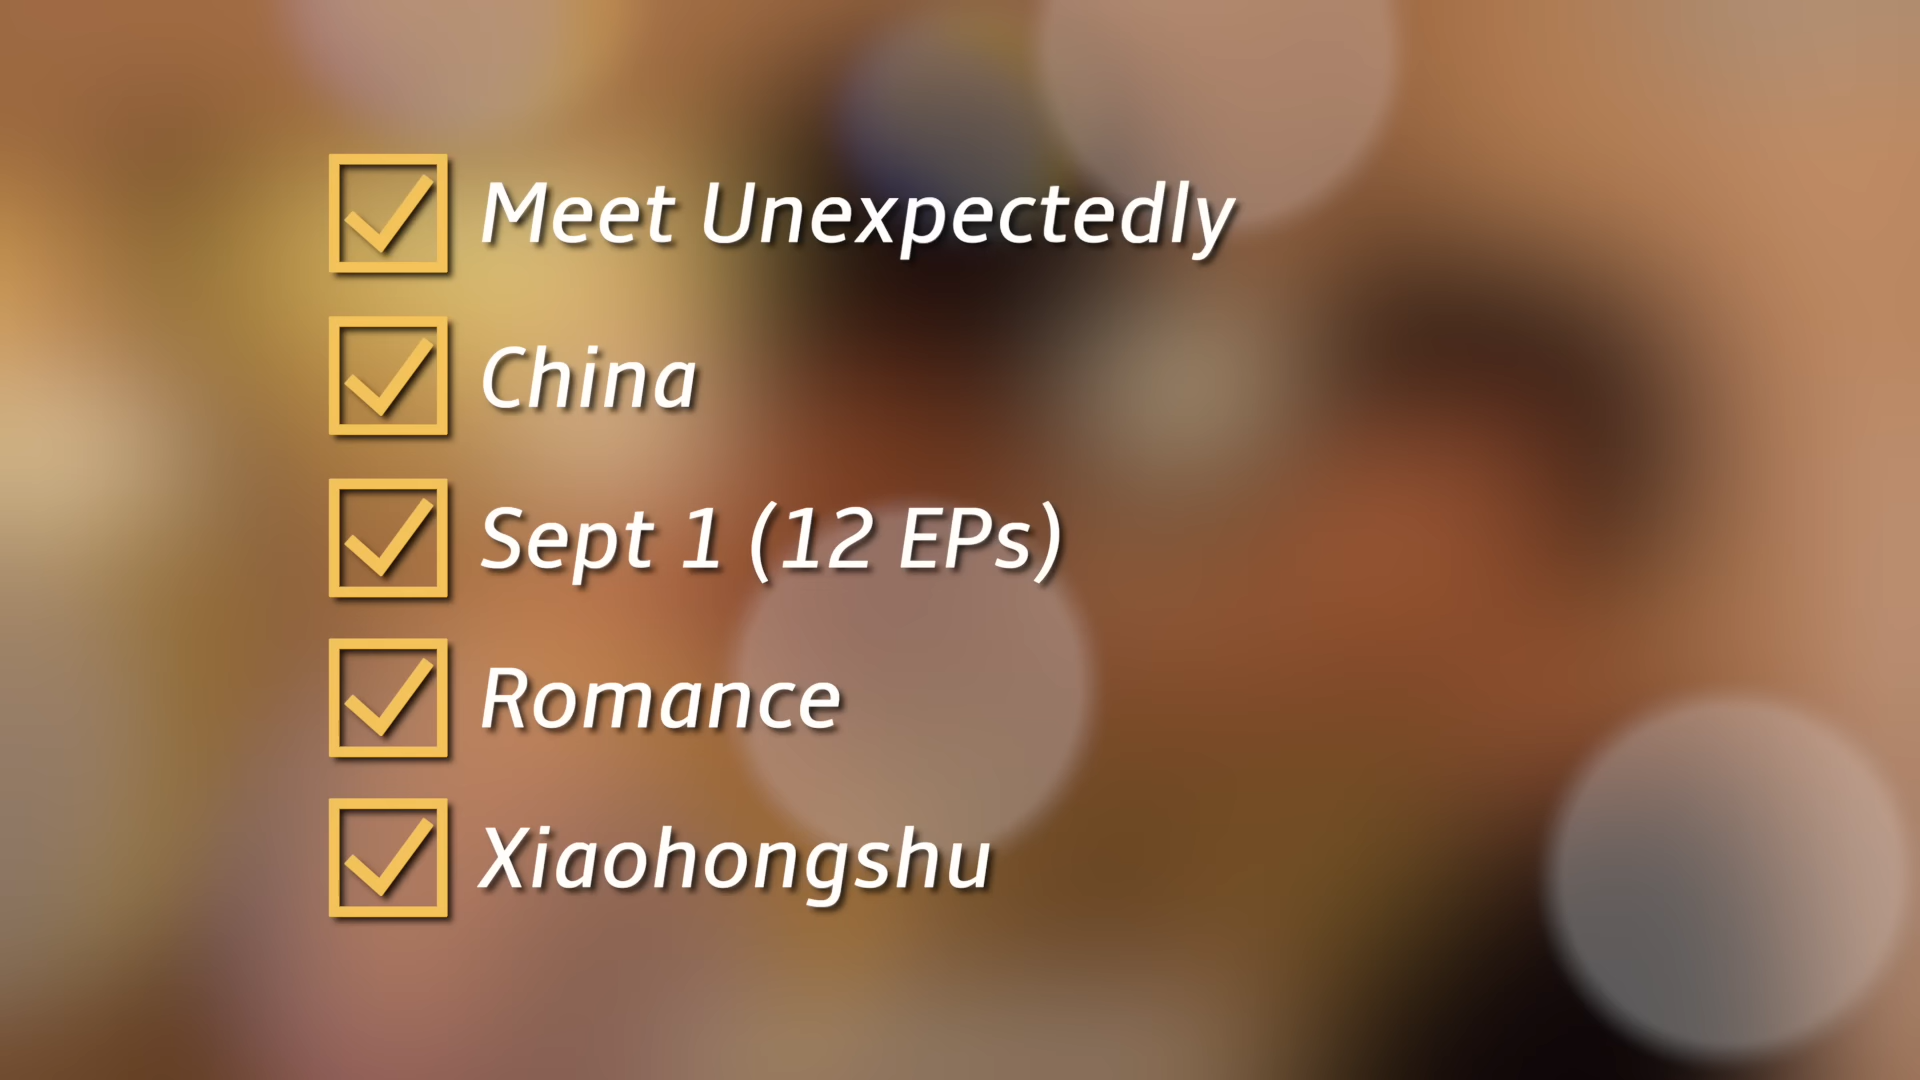 Meet Unexpectedly
China
Sept 1 (12 EPs)
Romance
Xiaohongshu